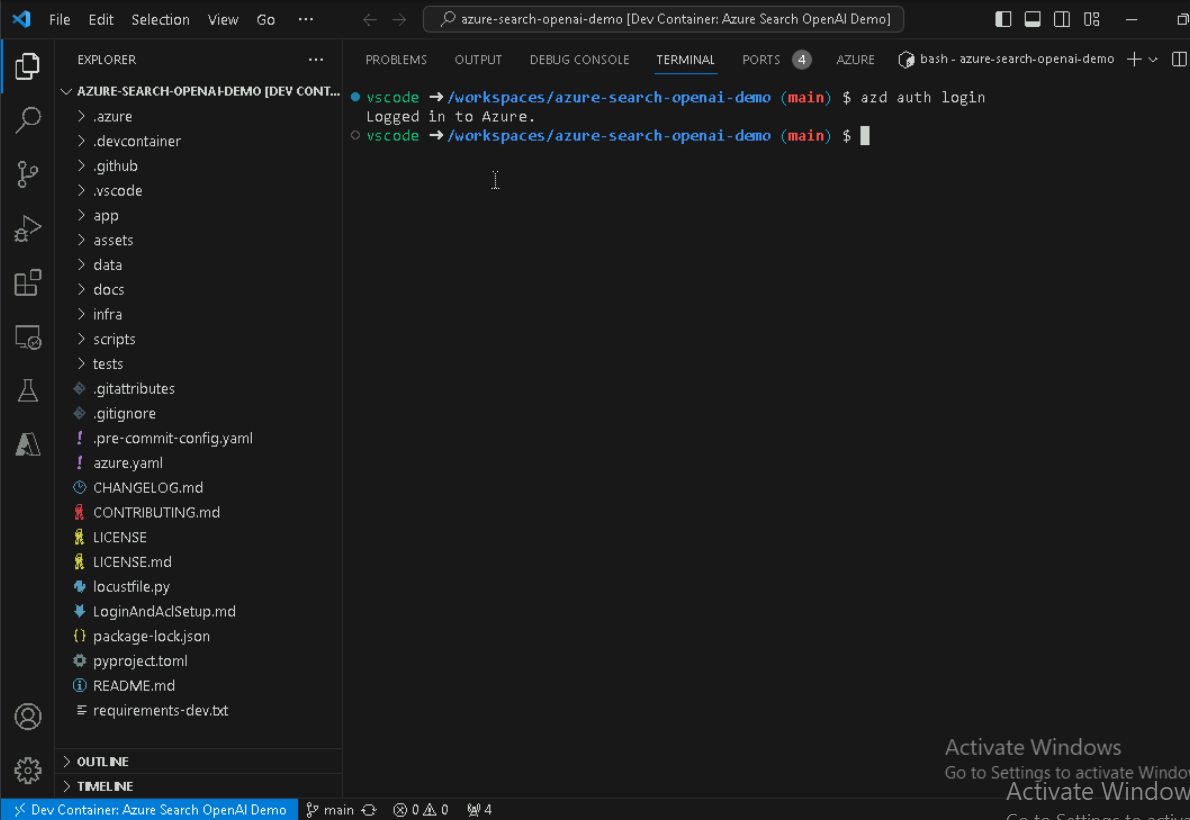 File Edit Selection View Go ···
azure-search-openai-demo [Dev Container: Azure Search OpenAI Demo]
EXPLORER ···
AZURE-SEARCH-OPENAI-DEMO [DEV CONT...
.azure
.devcontainer
.github
.vscode
app
assets
data
docs
infra
scripts
tests
.gitattributes
.gitignore
.pre-commit-config.yaml
azure.yaml
CHANGELOG.md
CONTRIBUTING.md
LICENSE
LICENSE.md
locustfile.py
LoginAndAclSetup.md
package-lock.json
pyproject.toml
README.md
requirements-dev.txt
OUTLINE
TIMELINE
PROBLEMS OUTPUT DEBUG CONSOLE TERMINAL PORTS 4 AZURE bash - azure-search-openai-demo
vscode ➜ /workspaces/azure-search-openai-demo (main) $ azd auth login
Logged in to Azure.
vscode ➜ /workspaces/azure-search-openai-demo (main) $
Activate Windows
Go to Settings to activate Windo
Activate Window
Go to Settings to activa
Dev Container: Azure Search OpenAI Demo main 0 0 4